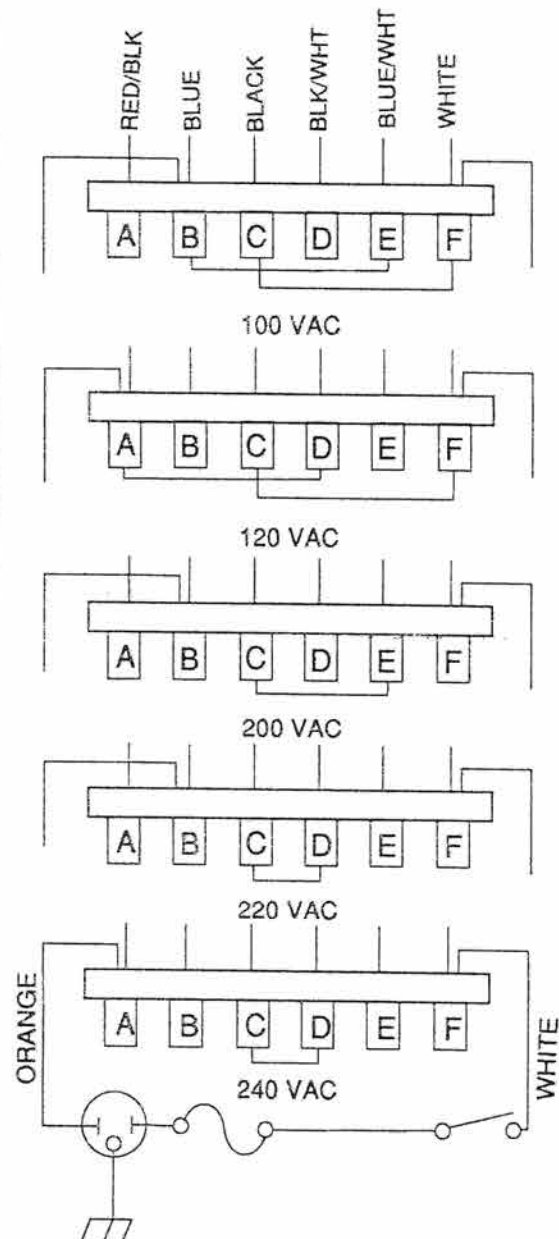 RED/BLK BLUE BLACK BLK/WHT BLUE/WHT WHITE
A B C D E F
100 VAC
A B C D E F
120 VAC
A B C D E F
200 VAC
A B C D E F
220 VAC
ORANGE
A B C D E F
WHITE
240 VAC